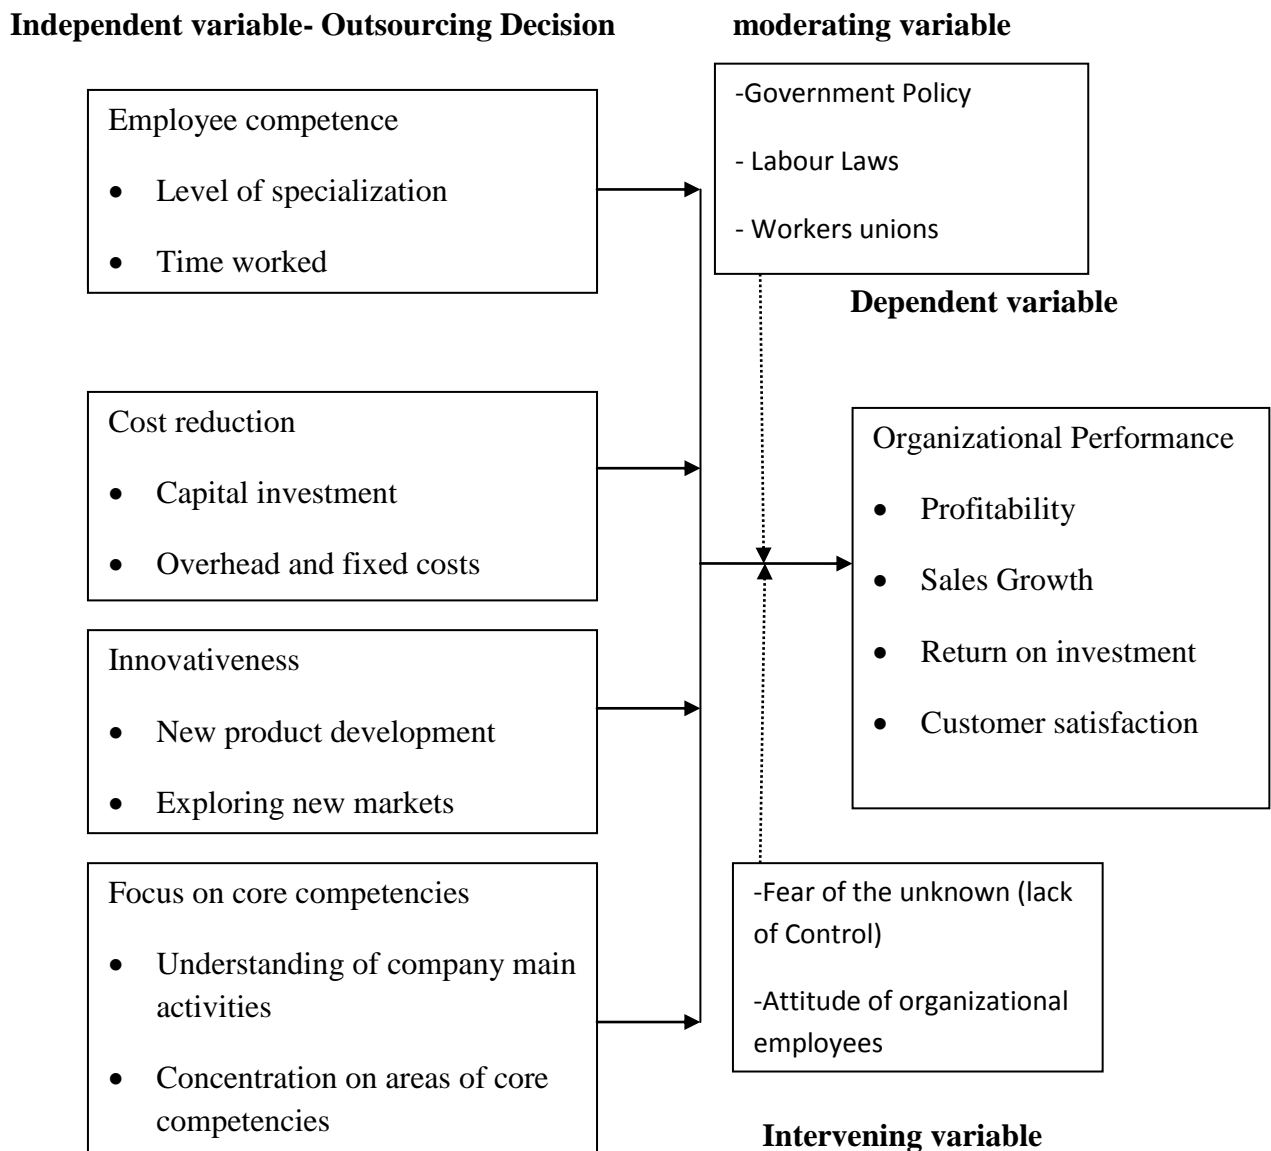 Independent variable- Outsourcing Decision
moderating variable
Employee competence
• Level of specialization
• Time worked
-Government Policy
- Labour Laws
- Workers unions
Dependent variable
Cost reduction
• Capital investment
• Overhead and fixed costs
Organizational Performance
• Profitability
• Sales Growth
• Return on investment
• Customer satisfaction
Innovativeness
• New product development
• Exploring new markets
Focus on core competencies
• Understanding of company main
activities
• Concentration on areas of core
competencies
-Fear of the unknown (lack
of Control)
-Attitude of organizational
employees
Intervening variable